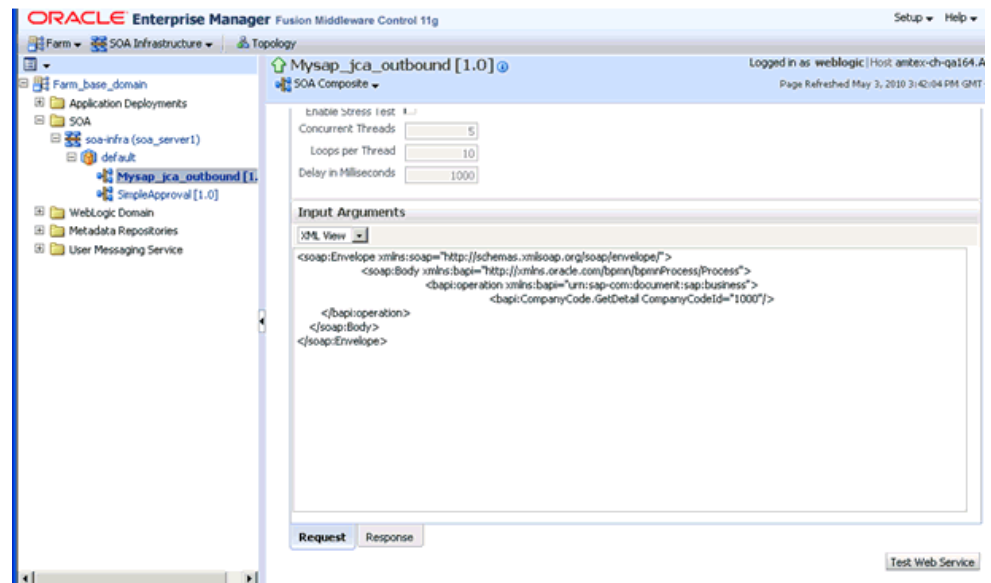 ORACLE Enterprise Manager Fusion Middleware Control 11g
Setup Help
Farm SOA Infrastructure Topology
Mysap_jca_outbound [1.0]
Logged in as weblogic | Host amtex-ch-qa164.A
SOA Composite
Page Refreshed May 3, 2010 3:42:04 PM GMT
Farm_base_domain
Application Deployments
SOA
soa-infra (soa_server1)
default
Mysap_jca_outbound [1.
SimpleApproval [1.0]
WebLogic Domain
Metadata Repositories
User Messaging Service
Enable Stress Test
Concurrent Threads 5
Loops per Thread 10
Delay in Milliseconds 1000
Input Arguments
XML View
<soap:Envelope xmlns:soap="http://schemas.xmlsoap.org/soap/envelope/">
<soap:Body xmlns:bapi="http://xmlns.oracle.com/bpmn/bpmnProcess/Process">
<bapi:operation xmlns:bapi="urn:sap-com:document:sap:business">
<bapi:CompanyCode.GetDetail CompanyCodeId="1000"/>
</bapi:operation>
</soap:Body>
</soap:Envelope>
Request Response
Test Web Service